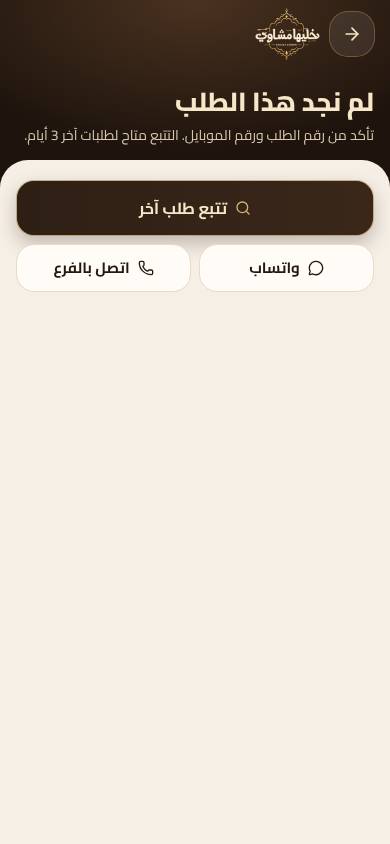 خليها مشاوي
لم نجد هذا الطلب
تأكد من رقم الطلب ورقم الموبايل. التتبع متاح لطلبات آخر 3 أيام.
تتبع طلب آخر
واتساب
اتصل بالفرع